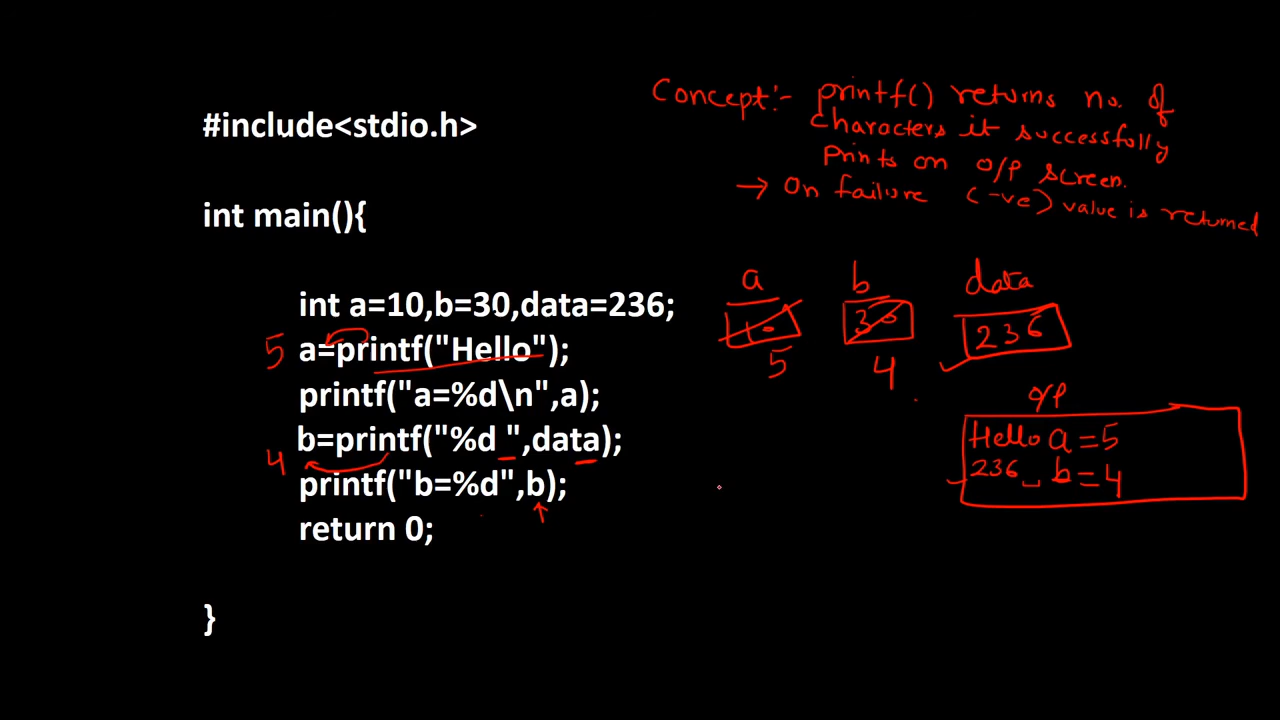 Concept:- printf() returns no. of
characters it successfully
prints on o/p screen.
→ On failure (-ve) value is returned
#include<stdio.h>
int main(){
int a=10,b=30,data=236;
5 a=printf("Hello");
printf("a=%d\n",a);
b=printf("%d ",data);
4 printf("b=%d",b);
return 0;
}
a b data
10 30 236
5 4
o/p
Hello a=5
236 b=4